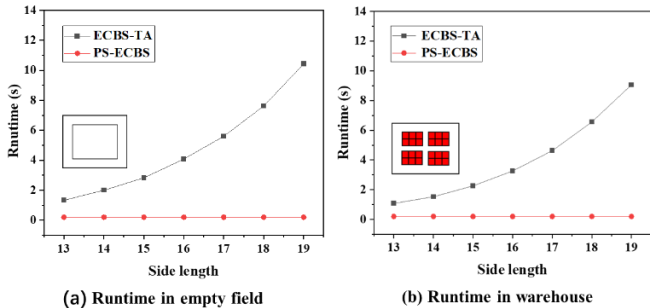 ECBS-TA
PS-ECBS
14
12
10
8
6
4
2
0
Rnutime (s)
13 14 15 16 17 18 19
Side length
(a) Runtime in empty field
ECBS-TA
PS-ECBS
14
12
10
8
6
4
2
0
Runtime (s)
13 14 15 16 17 18 19
Side length
(b) Runtime in warehouse